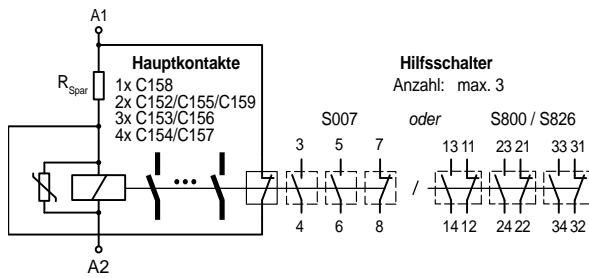 A1
Hauptkontakte
1x C158
2x C152/C155/C159
3x C153/C156
4x C154/C157
R Spar
Hilfsschalter
Anzahl: max. 3
S007 oder S800 / S826
3 5 7 13 11 23 21 33 31
/
4 6 8 14 12 24 22 34 32
A2